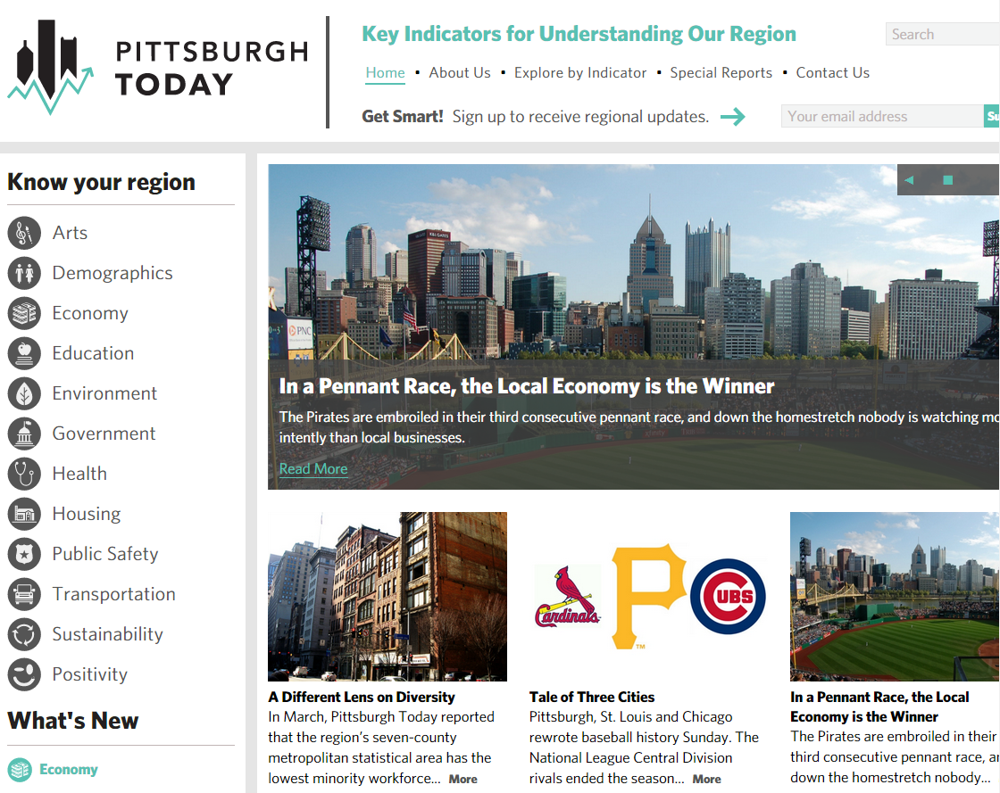 PITTSBURGH
TODAY
Key Indicators for Understanding Our Region
Search
Home • About Us • Explore by Indicator • Special Reports • Contact Us
Get Smart! Sign up to receive regional updates.
Your email address
Su
Know your region
Arts
Demographics
Economy
Education
Environment
Government
Health
Housing
Public Safety
Transportation
Sustainability
Positivity
What's New
Economy
PNC
In a Pennant Race, the Local Economy is the Winner
The Pirates are embroiled in their third consecutive pennant race, and down the homestretch nobody is watching mo
intently than local businesses.
Read More
A Different Lens on Diversity
In March, Pittsburgh Today reported
that the region's seven-county
metropolitan statistical area has the
lowest minority workforce... More
Cardinals
P
TM
CUBS
Tale of Three Cities
Pittsburgh, St. Louis and Chicago
rewrote baseball history Sunday. The
National League Central Division
rivals ended the season... More
In a Pennant Race, the Local
Economy is the Winner
The Pirates are embroiled in their
third consecutive pennant race, a
down the homestretch nobody...